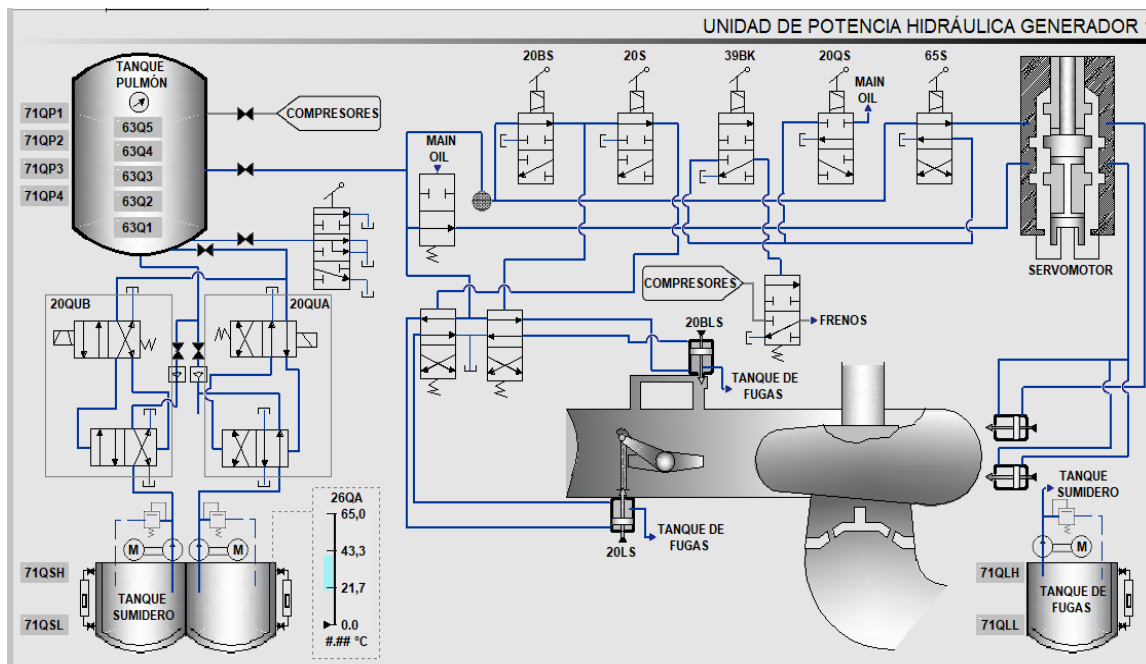 UNIDAD DE POTENCIA HIDRÁULICA GENERADOR 1
TANQUE
PULMÓN
71QP1
71QP2
71QP3
71QP4
63Q5
63Q4
63Q3
63Q2
63Q1
COMPRESORES
MAIN
OIL
20BS
20S
39BK
20QS
65S
MAIN
OIL
SERVOMOTOR
20QUB
20QUA
COMPRESORES
FRENOS
20BLS
TANQUE DE
FUGAS
20LS
TANQUE DE
FUGAS
26QA
65,0
43,3
21,7
0.0
#.## °C
M
M
71QSH
71QSL
TANQUE
SUMIDERO
TANQUE
SUMIDERO
M
71QLH
71QLL
TANQUE DE
FUGAS